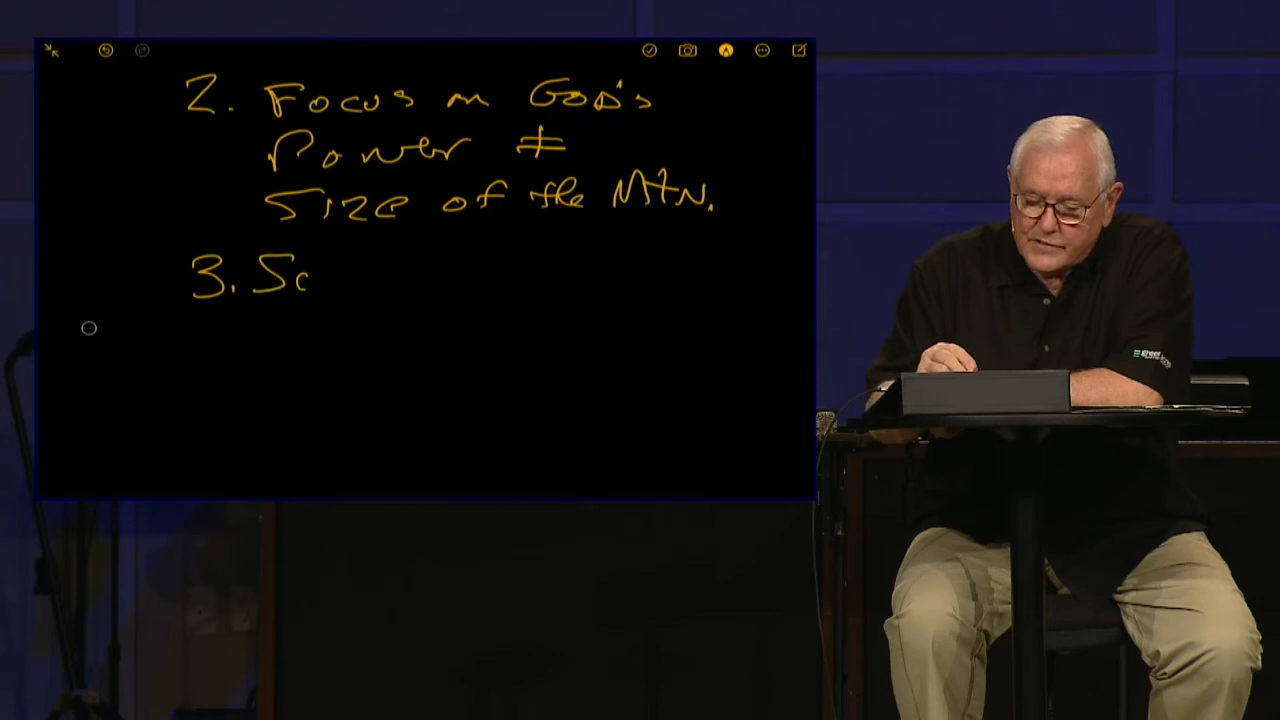 2. Focus on GOD's
Power ≠
Size of the MTN.
3. Sc